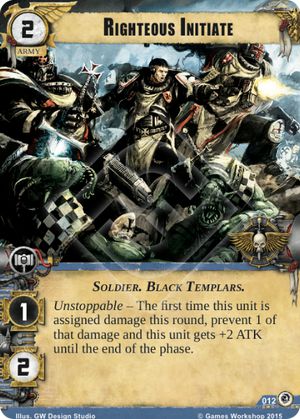 2
RIGHTEOUS INITIATE
ARMY
SOLDIER. BLACK TEMPLARS.
1
Unstoppable – The first time this unit is
assigned damage this round, prevent 1 of
that damage and this unit gets +2 ATK
until the end of the phase.
2
012
Illus. GW Design Studio
© Games Workshop 2015